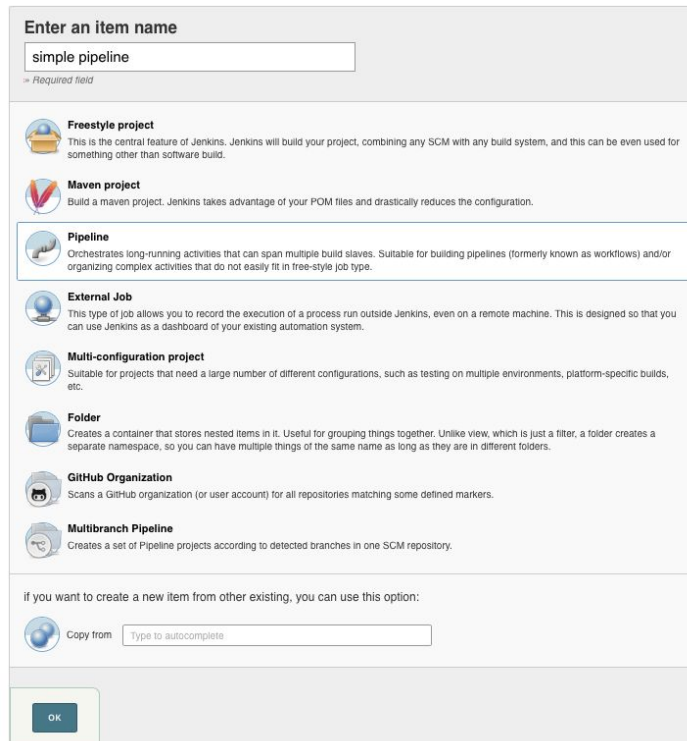 Enter an item name
simple pipeline
» Required field
Freestyle project
This is the central feature of Jenkins. Jenkins will build your project, combining any SCM with any build system, and this can be even used for
something other than software build.
Maven project
Build a maven project. Jenkins takes advantage of your POM files and drastically reduces the configuration.
Pipeline
Orchestrates long-running activities that can span multiple build slaves. Suitable for building pipelines (formerly known as workflows) and/or
organizing complex activities that do not easily fit in free-style job type.
External Job
This type of job allows you to record the execution of a process run outside Jenkins, even on a remote machine. This is designed so that you
can use Jenkins as a dashboard of your existing automation system.
Multi-configuration project
Suitable for projects that need a large number of different configurations, such as testing on multiple environments, platform-specific builds,
etc.
Folder
Creates a container that stores nested items in it. Useful for grouping things together. Unlike view, which is just a filter, a folder creates a
separate namespace, so you can have multiple things of the same name as long as they are in different folders.
GitHub Organization
Scans a GitHub organization (or user account) for all repositories matching some defined markers.
Multibranch Pipeline
Creates a set of Pipeline projects according to detected branches in one SCM repository.
if you want to create a new item from other existing, you can use this option:
Copy from Type to autocomplete
OK